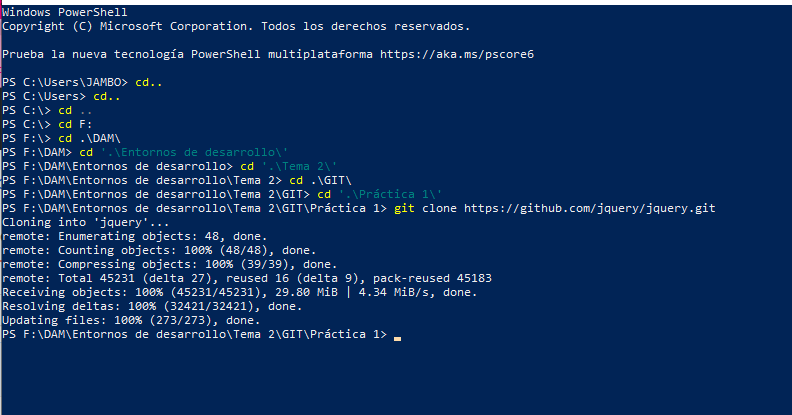 Windows PowerShell
Copyright (C) Microsoft Corporation. Todos los derechos reservados.
Prueba la nueva tecnología PowerShell multiplataforma https://aka.ms/pscore6
PS C:\Users\JAMBO> cd..
PS C:\Users> cd..
PS C:\> cd ..
PS C:\> cd F:
PS F:\> cd .\DAM\
PS F:\DAM> cd '.\Entornos de desarrollo\'
PS F:\DAM\Entornos de desarrollo> cd '.\Tema 2\'
PS F:\DAM\Entornos de desarrollo\Tema 2> cd .\GIT\
PS F:\DAM\Entornos de desarrollo\Tema 2\GIT> cd '.\Práctica 1\'
PS F:\DAM\Entornos de desarrollo\Tema 2\GIT\Práctica 1> git clone https://github.com/jquery/jquery.git
Cloning into 'jquery'...
remote: Enumerating objects: 48, done.
remote: Counting objects: 100% (48/48), done.
remote: Compressing objects: 100% (39/39), done.
remote: Total 45231 (delta 27), reused 16 (delta 9), pack-reused 45183
Receiving objects: 100% (45231/45231), 29.80 MiB | 4.34 MiB/s, done.
Resolving deltas: 100% (32421/32421), done.
Updating files: 100% (273/273), done.
PS F:\DAM\Entornos de desarrollo\Tema 2\GIT\Práctica 1>